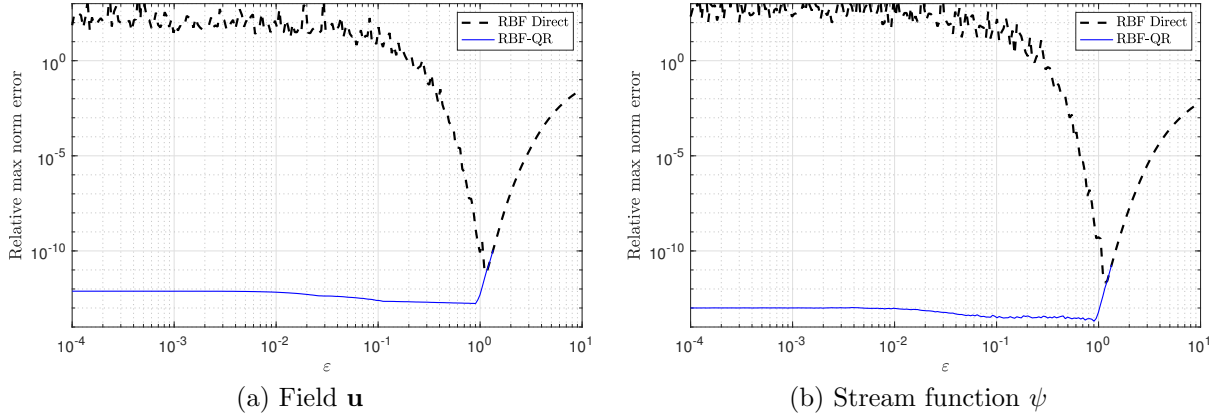 RBF Direct
RBF-QR
Relative max norm error
10^0
10^-5
10^-10
10^-4
10^-3
10^-2
10^-1
10^0
10^1
ε
(a) Field u
RBF Direct
RBF-QR
Relative max norm error
10^0
10^-5
10^-10
10^-4
10^-3
10^-2
10^-1
10^0
10^1
ε
(b) Stream function ψ